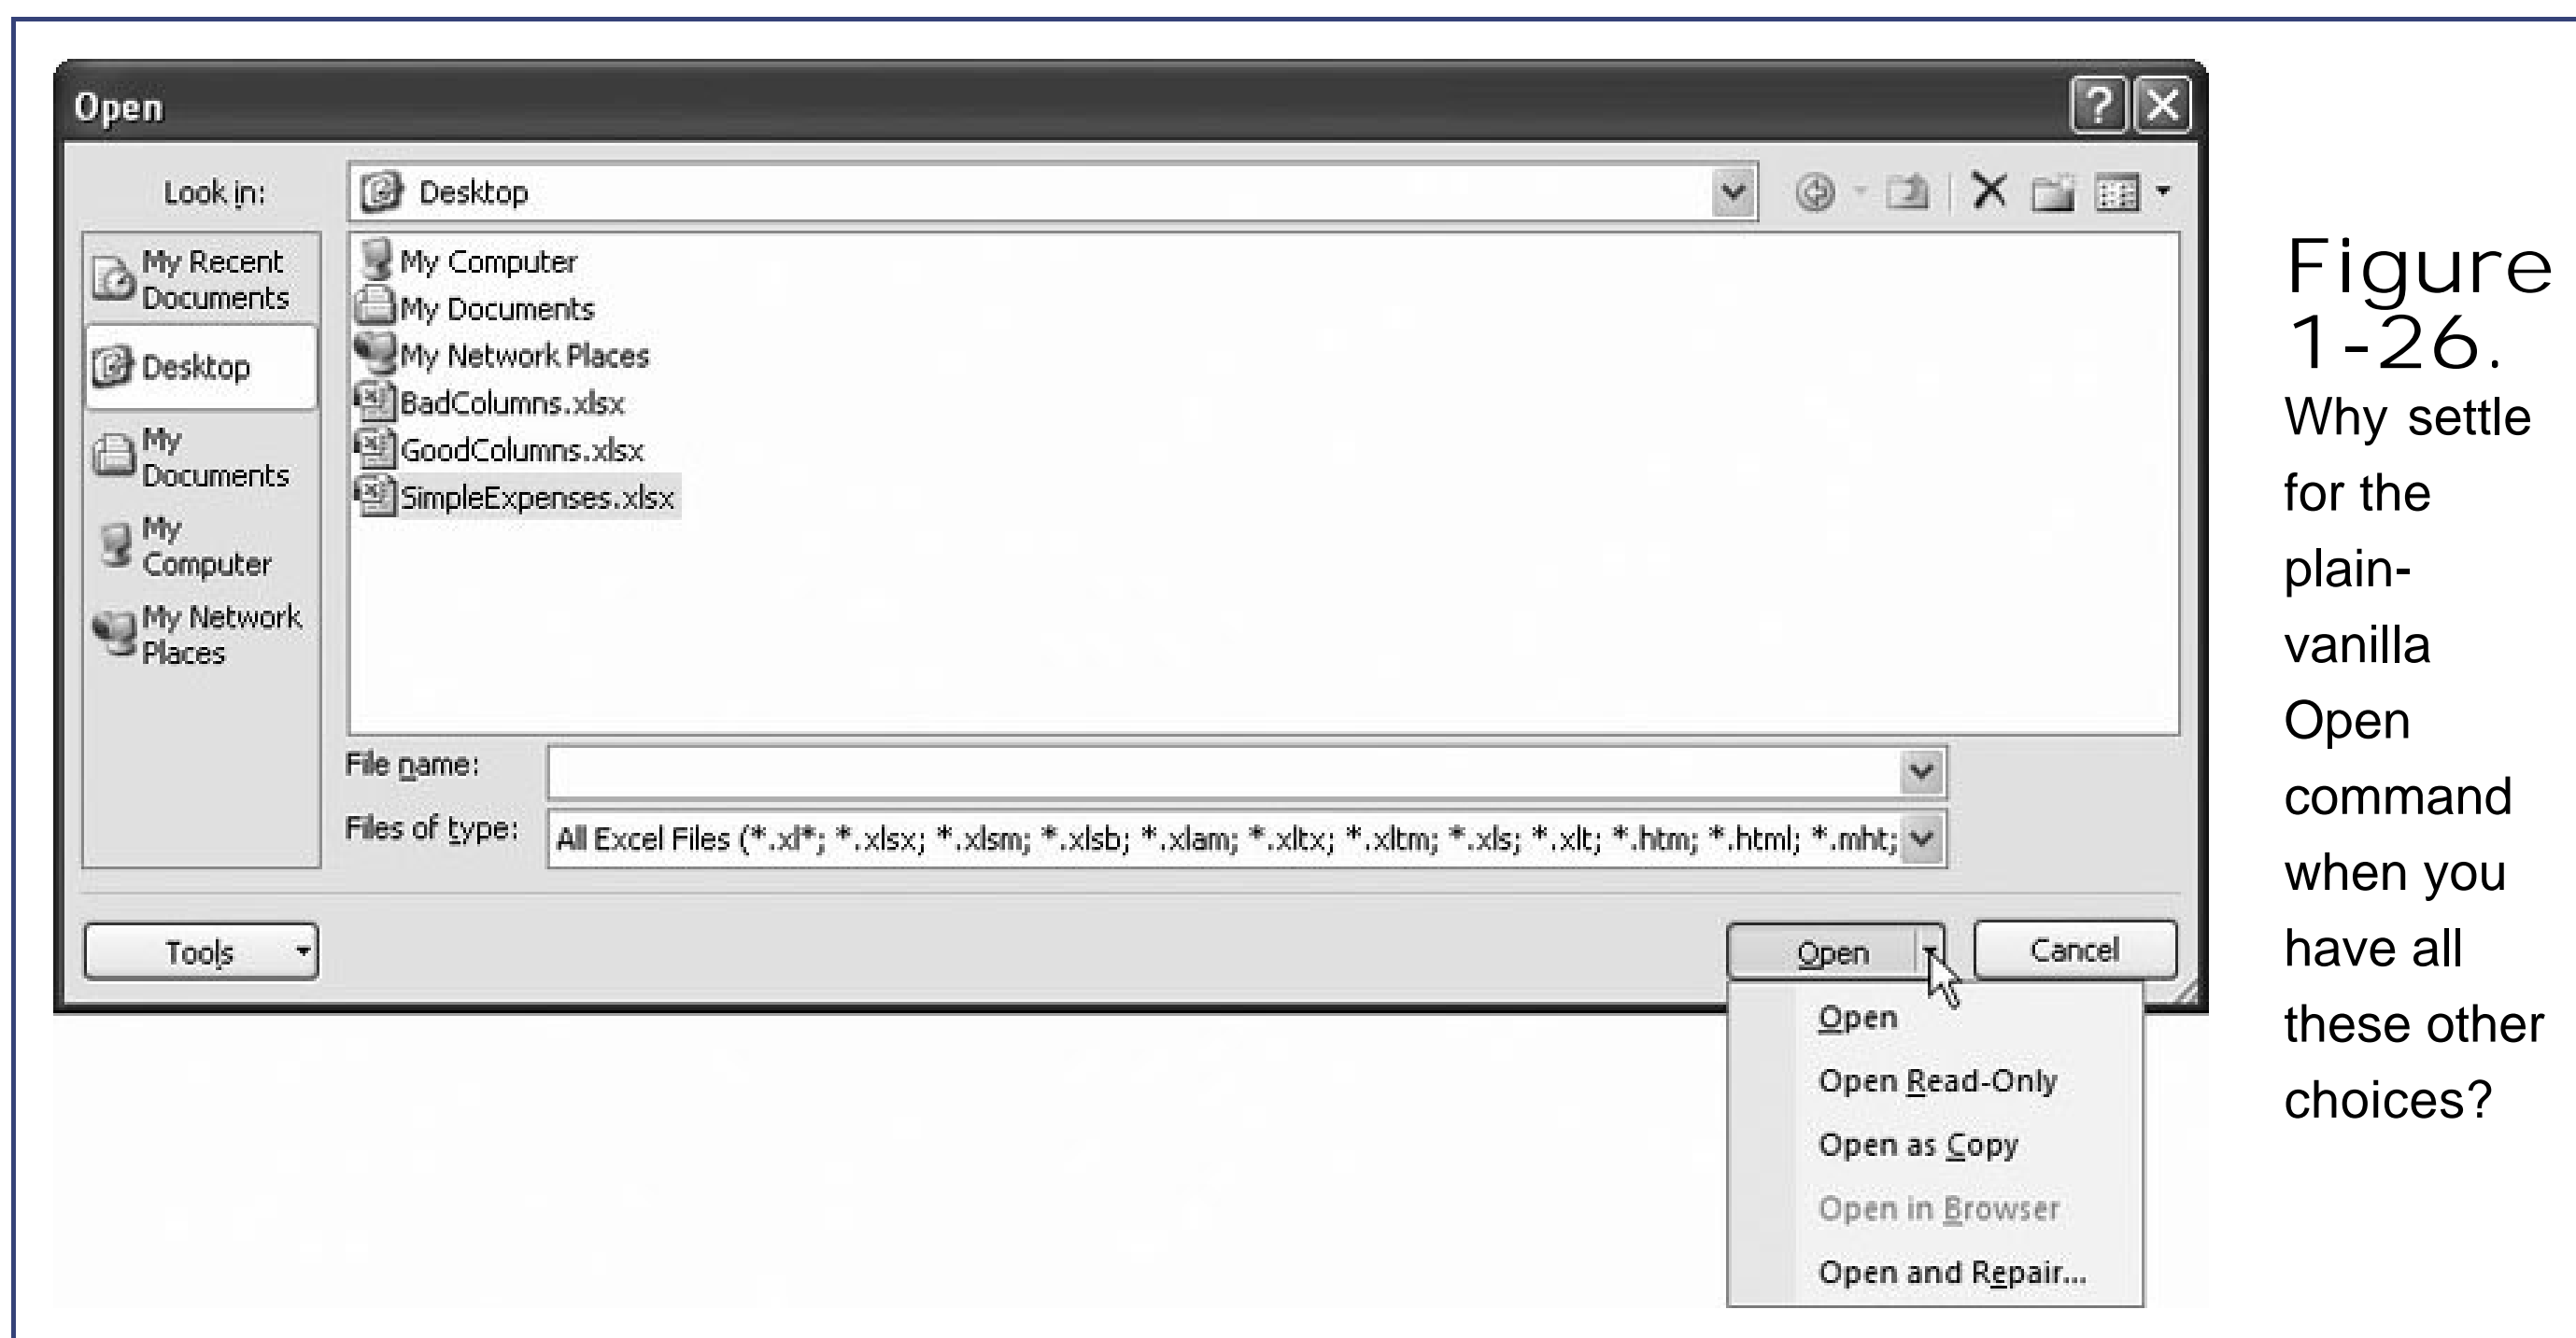 Open
Look in:
Desktop
My Recent
Documents
Desktop
My
Documents
My
Computer
My Network
Places
My Computer
My Documents
My Network Places
BadColumns.xlsx
GoodColumns.xlsx
SimpleExpenses.xlsx
File name:
Files of type:
All Excel Files (*.xl*; *.xlsx; *.xlsm; *.xlsb; *.xlam; *.xltx; *.xltm; *.xls; *.xlt; *.htm; *.html; *.mht;
Tools
Open
Cancel
Open
Open Read-Only
Open as Copy
Open in Browser
Open and Repair...
Figure
1-26.
Why settle
for the
plain-
vanilla
Open
command
when you
have all
these other
choices?